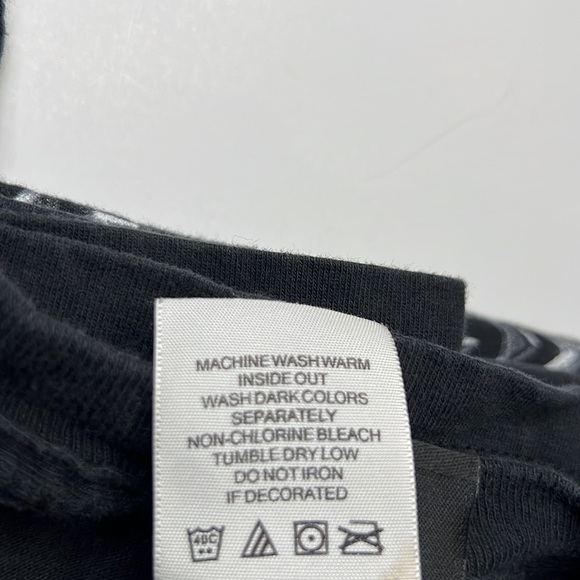 MACHINE WASH WARM
INSIDE OUT
WASH DARK COLORS
SEPARATELY
NON-CHLORINE BLEACH
TUMBLE DRY LOW
DO NOT IRON
IF DECORATED
40C